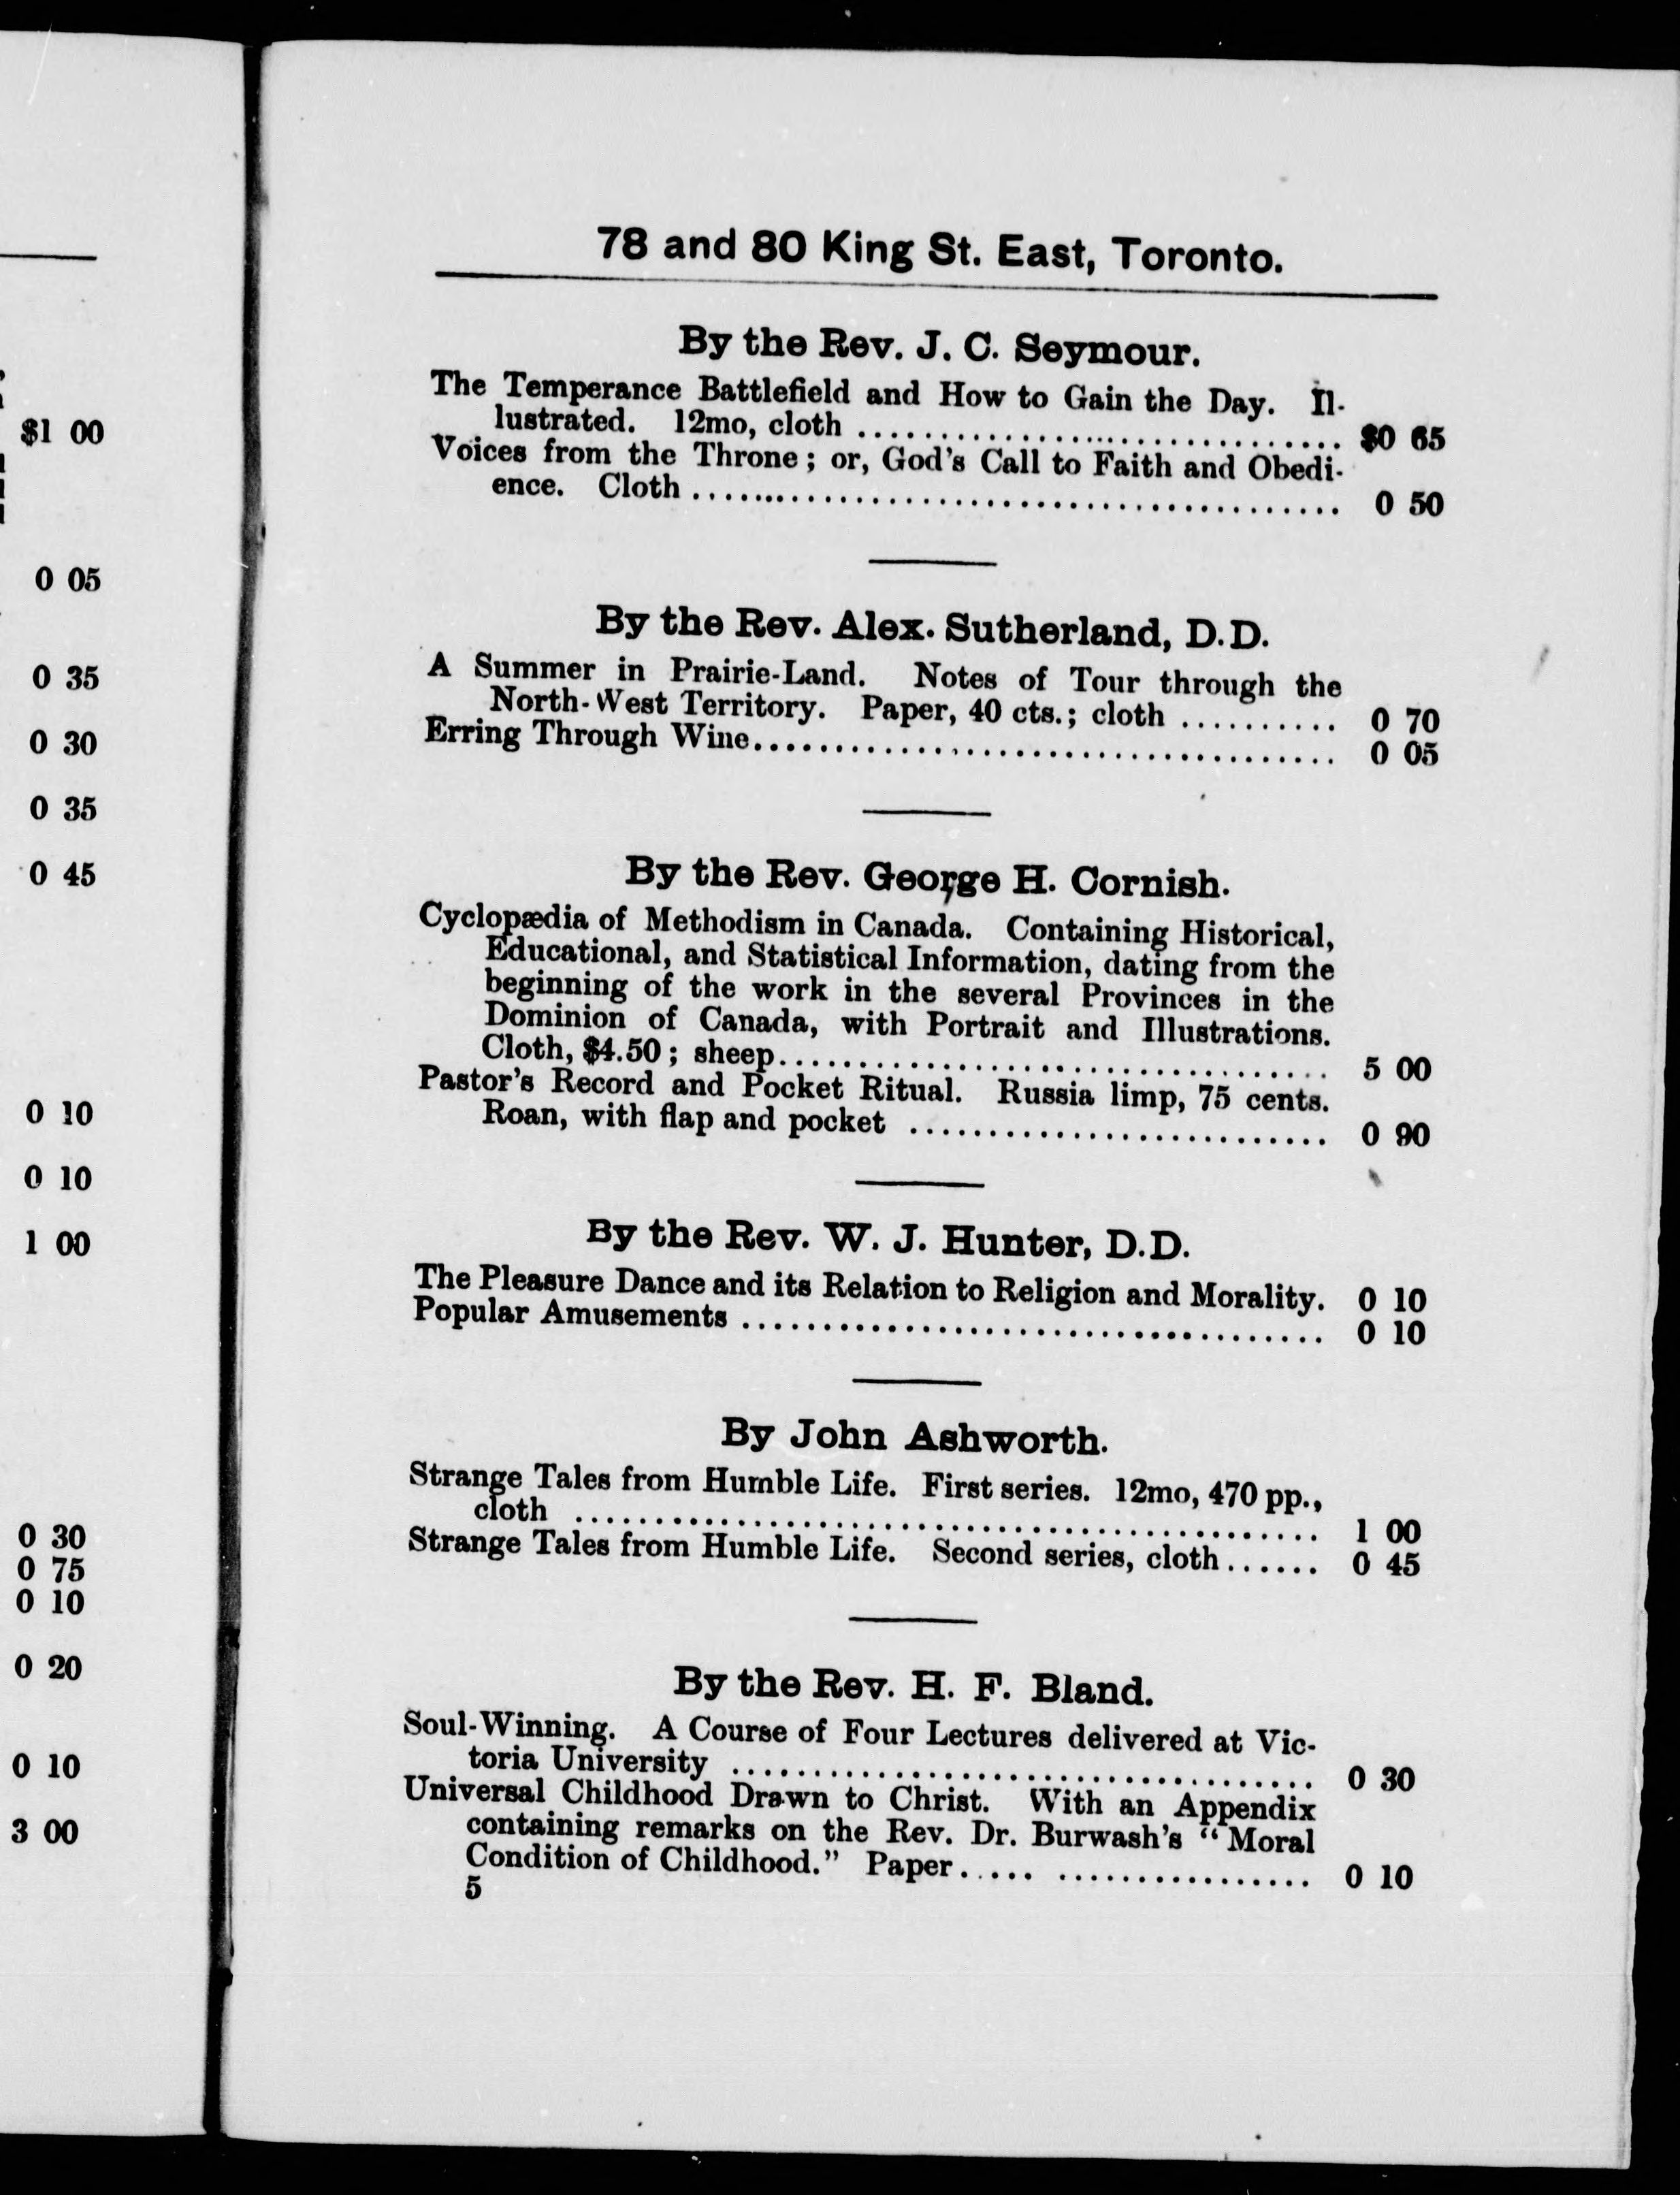 $1 00
0 05
0 35
0 30
0 35
0 45
0 10
0 10
1 00
0 30
0 75
0 10
0 20
0 10
3 00
78 and 80 King St. East, Toronto.
By the Rev. J. C. Seymour.
The Temperance Battlefield and How to Gain the Day. Il-
lustrated. 12mo, cloth ................................ $0 65
Voices from the Throne; or, God's Call to Faith and Obedi-
ence. Cloth ........................................ 0 50
By the Rev. Alex. Sutherland, D.D.
A Summer in Prairie-Land. Notes of Tour through the
North-West Territory. Paper, 40 cts.; cloth .......... 0 70
Erring Through Wine.................................... 0 05
By the Rev. George H. Cornish.
Cyclopædia of Methodism in Canada. Containing Historical,
Educational, and Statistical Information, dating from the
beginning of the work in the several Provinces in the
Dominion of Canada, with Portrait and Illustrations.
Cloth, $4.50; sheep.................................. 5 00
Pastor's Record and Pocket Ritual. Russia limp, 75 cents.
Roan, with flap and pocket .......................... 0 90
By the Rev. W. J. Hunter, D.D.
The Pleasure Dance and its Relation to Religion and Morality. 0 10
Popular Amusements .................................... 0 10
By John Ashworth.
Strange Tales from Humble Life. First series. 12mo, 470 pp.,
cloth .............................................. 1 00
Strange Tales from Humble Life. Second series, cloth...... 0 45
By the Rev. H. F. Bland.
Soul-Winning. A Course of Four Lectures delivered at Vic-
toria University .................................... 0 30
Universal Childhood Drawn to Christ. With an Appendix
containing remarks on the Rev. Dr. Burwash's "Moral
Condition of Childhood." Paper..... ................ 0 10
5